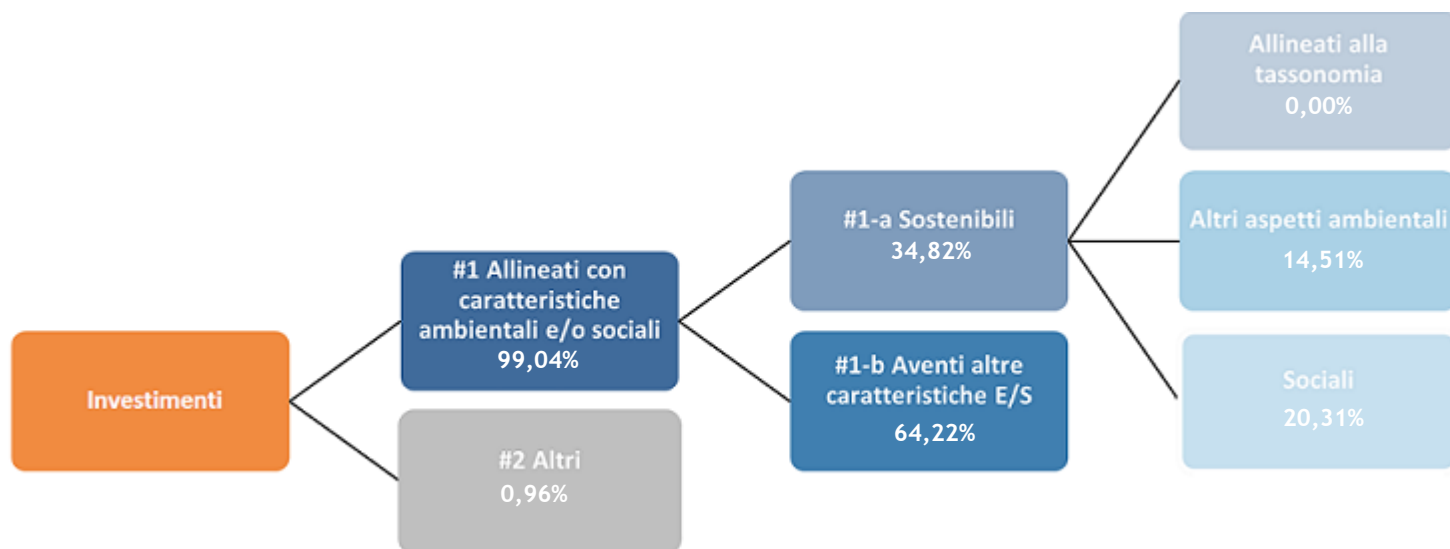 Investimenti
#1 Allineati con
caratteristiche
ambientali e/o sociali
99,04%
#2 Altri
0,96%
#1-a Sostenibili
34,82%
#1-b Aventi altre
caratteristiche E/S
64,22%
Allineati alla
tassonomia
0,00%
Altri aspetti ambientali
14,51%
Sociali
20,31%